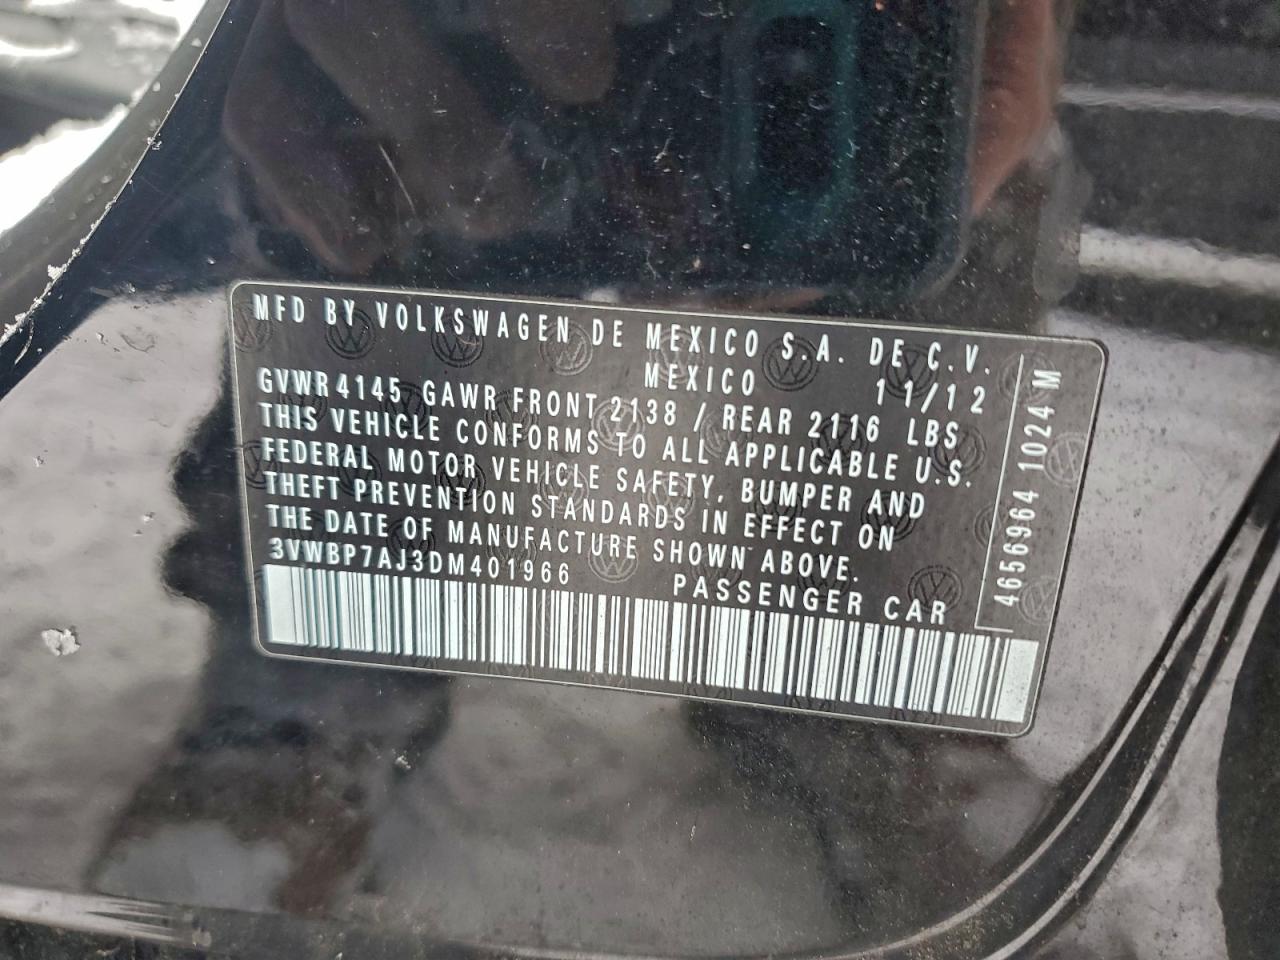 MFD BY VOLKSWAGEN DE MEXICO S.A. DE C.V.
MEXICO 11/12
GVWR 4145 GAWR FRONT 2138 / REAR 2116 LBS
THIS VEHICLE CONFORMS TO ALL APPLICABLE U.S.
FEDERAL MOTOR VEHICLE SAFETY, BUMPER AND
THEFT PREVENTION STANDARDS IN EFFECT ON
THE DATE OF MANUFACTURE SHOWN ABOVE.
3VWBP7AJ3DM401966 PASSENGER CAR
4656964 1024 M